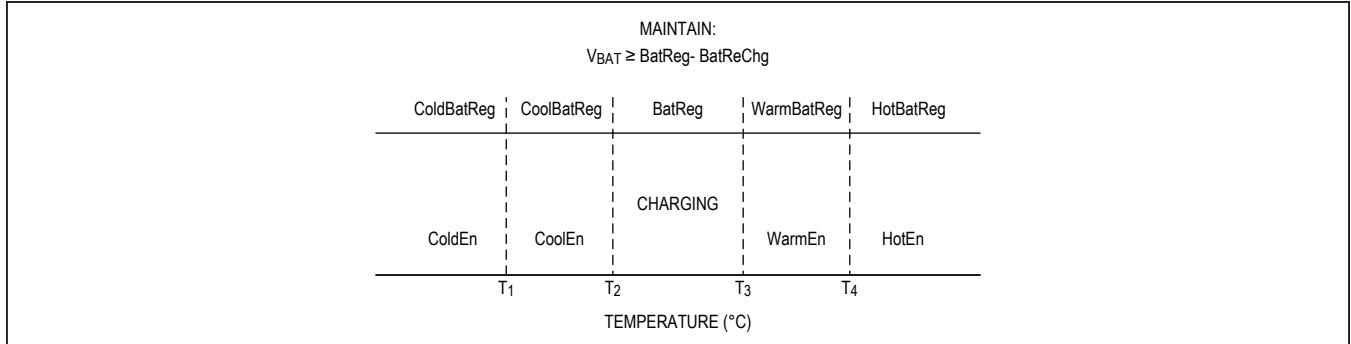 MAINTAIN:
VBAT ≥ BatReg- BatReChg
ColdBatReg CoolBatReg BatReg WarmBatReg HotBatReg
CHARGING
ColdEn CoolEn WarmEn HotEn
T1 T2 T3 T4
TEMPERATURE (°C)